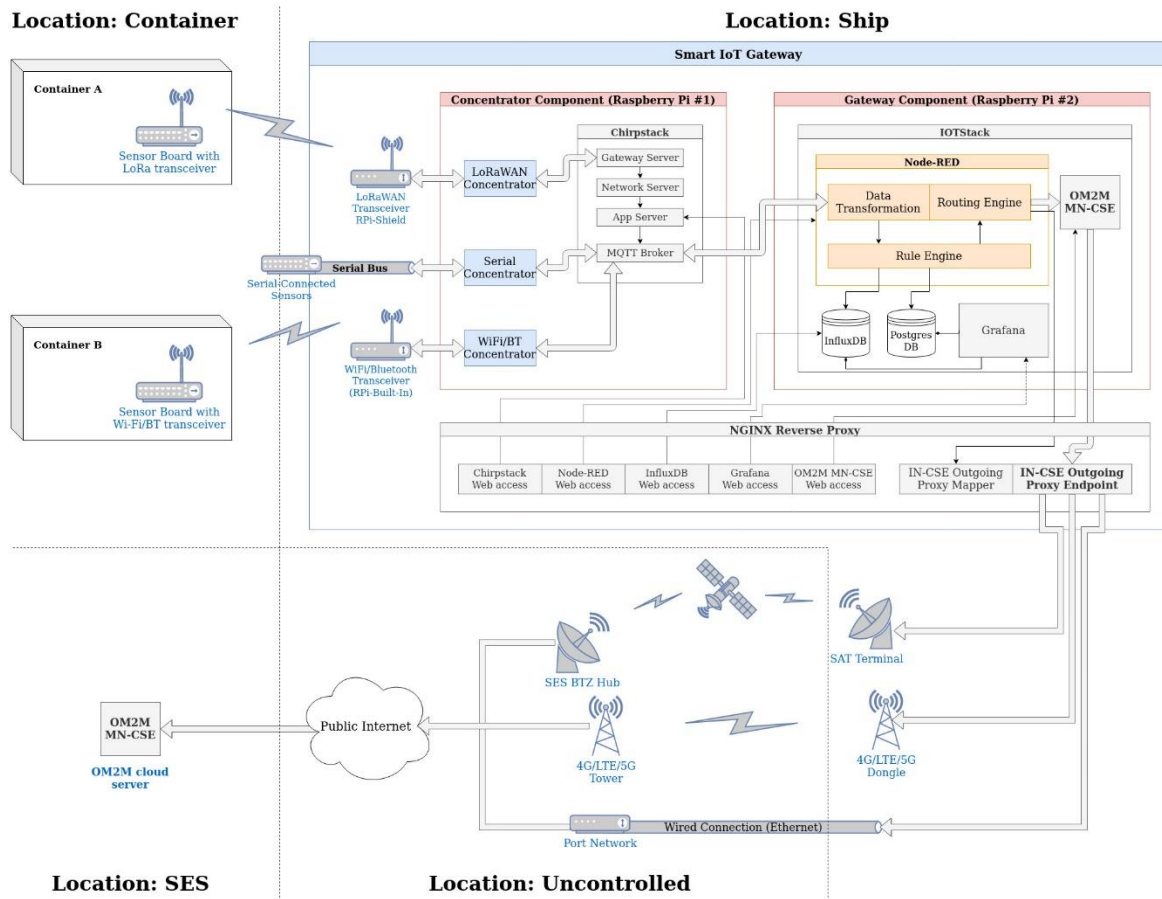 Location: Container
Location: Ship
Smart IoT Gateway
Container A
Sensor Board with
LoRa transceiver
LoRaWAN
Transceiver
RPi-Shield
Serial Bus
Serial-Connected
Sensors
Container B
Sensor Board with
Wi-Fi/BT transceiver
WiFi/Bluetooth
Transceiver
(RPi-Built-In)
Concentrator Component (Raspberry Pi #1)
LoRaWAN
Concentrator
Serial
Concentrator
WiFi/BT
Concentrator
Chirpstack
Gateway Server
Network Server
App Server
MQTT Broker
Gateway Component (Raspberry Pi #2)
IOTStack
Node-RED
Data
Transformation
Routing Engine
Rule Engine
OM2M
MN-CSE
InfluxDB
Postgres
DB
Grafana
NGINX Reverse Proxy
Chirpstack
Web access
Node-RED
Web access
InfluxDB
Web access
Grafana
Web access
OM2M MN-CSE
Web access
IN-CSE Outgoing
Proxy Mapper
IN-CSE Outgoing
Proxy Endpoint
SES BTZ Hub
SAT Terminal
OM2M
MN-CSE
OM2M cloud
server
Public Internet
4G/LTE/5G
Tower
4G/LTE/5G
Dongle
Port Network
Wired Connection (Ethernet)
Location: SES
Location: Uncontrolled